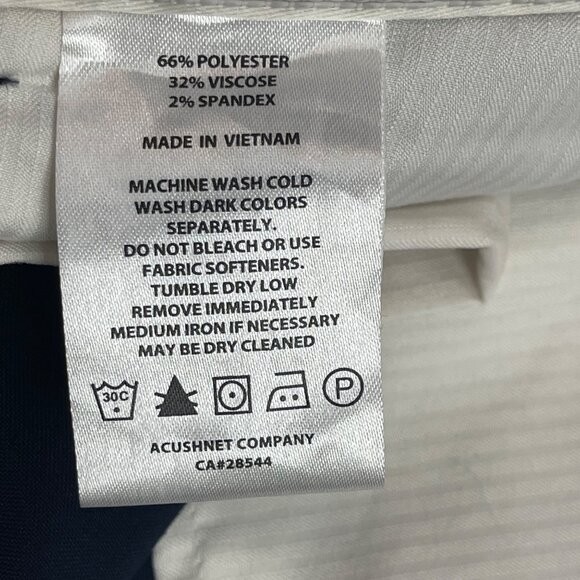 66% POLYESTER
32% VISCOSE
2% SPANDEX
MADE IN VIETNAM
MACHINE WASH COLD
WASH DARK COLORS
SEPARATELY.
DO NOT BLEACH OR USE
FABRIC SOFTENERS.
TUMBLE DRY LOW
REMOVE IMMEDIATELY
MEDIUM IRON IF NECESSARY
MAY BE DRY CLEANED
30C P
ACUSHNET COMPANY
CA#28544